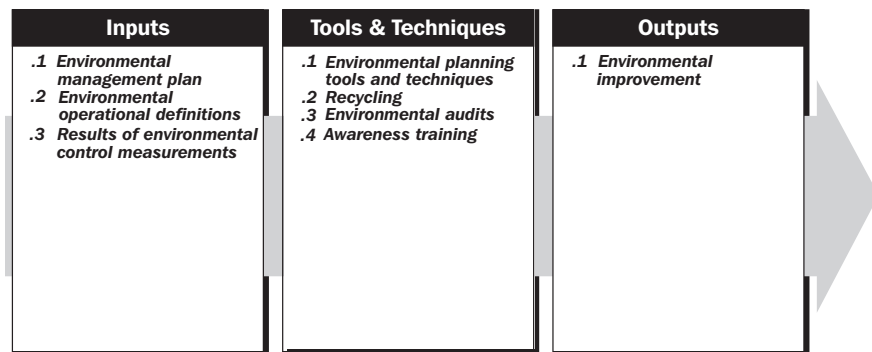 Inputs
.1 Environmental
management plan
.2 Environmental
operational definitions
.3 Results of environmental
control measurements
Tools & Techniques
.1 Environmental planning
tools and techniques
.2 Recycling
.3 Environmental audits
.4 Awareness training
Outputs
.1 Environmental
improvement